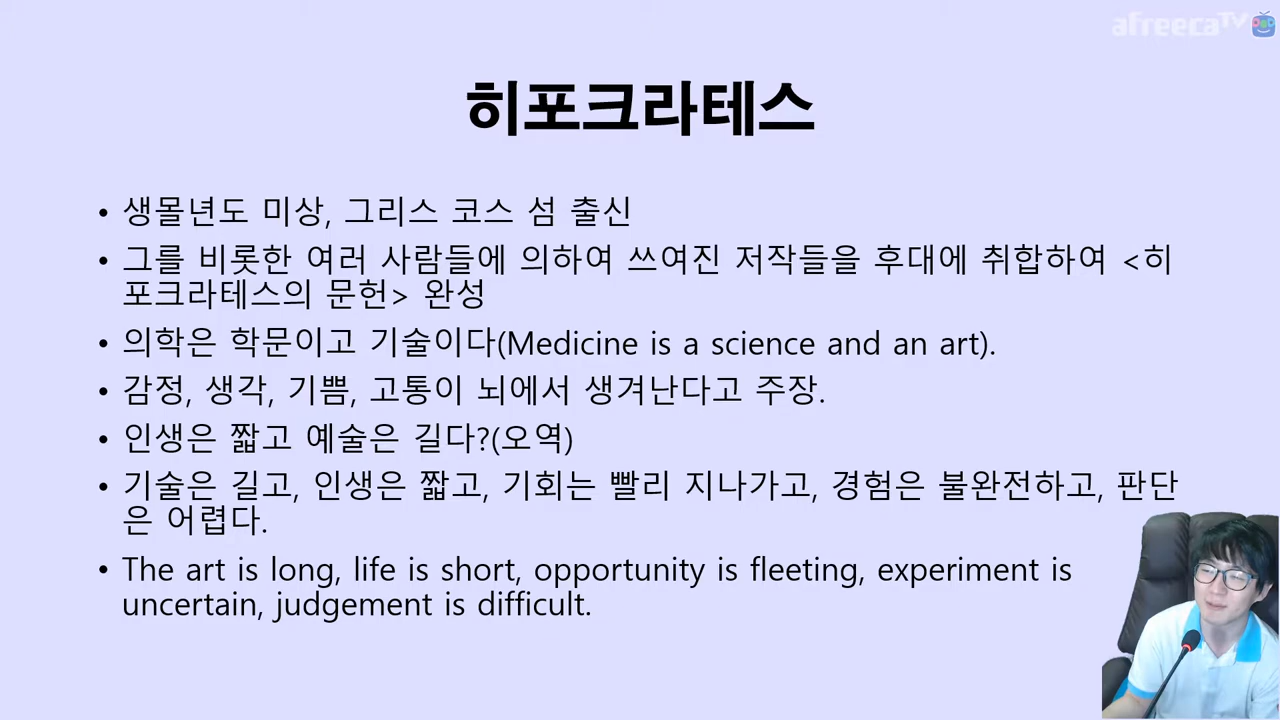 afreecaTV
히포크라테스
• 생몰년도 미상, 그리스 코스 섬 출신
• 그를 비롯한 여러 사람들에 의하여 쓰여진 저작들을 후대에 취합하여 <히
포크라테스의 문헌> 완성
• 의학은 학문이고 기술이다(Medicine is a science and an art).
• 감정, 생각, 기쁨, 고통이 뇌에서 생겨난다고 주장.
• 인생은 짧고 예술은 길다?(오역)
• 기술은 길고, 인생은 짧고, 기회는 빨리 지나가고, 경험은 불완전하고, 판단
은 어렵다.
• The art is long, life is short, opportunity is fleeting, experiment is
uncertain, judgement is difficult.